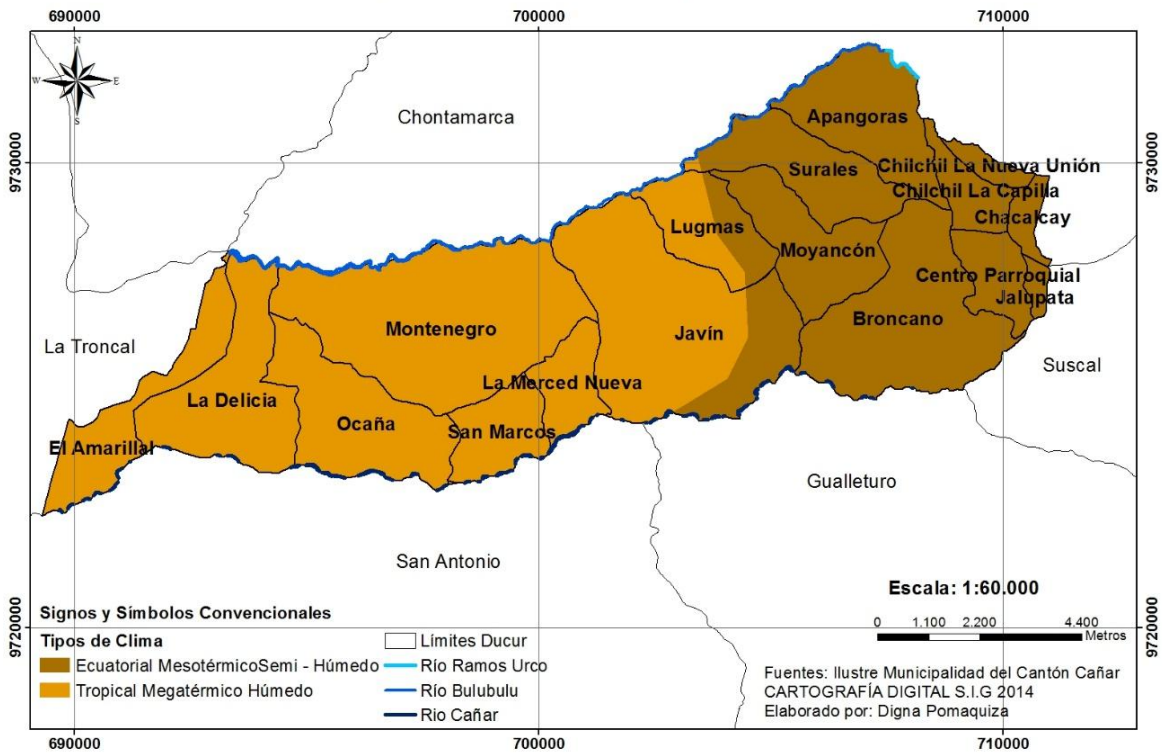 690000
700000
710000
N
W
E
S
Chontamarca
Apangoras
9730000
9730000
Surales
Chilchil La Nueva Unión
Chilchil La Capilla
Chacalcay
Lugmas
Moyancón
Centro Parroquial
Jalupata
Broncano
Montenegro
Javín
La Troncal
Suscal
La Merced Nueva
La Delicia
Ocaña
San Marcos
El Amarillal
Gualleturo
San Antonio
Escala: 1:60.000
0 1.100 2.200 4.400
Metros
9720000
9720000
Signos y Símbolos Convencionales
Tipos de Clima
Ecuatorial MesotérmicoSemi - Húmedo
Tropical Megatérmico Húmedo
Límites Ducur
Río Ramos Urco
Río Bulubulu
Rio Cañar
Fuentes: Ilustre Municipalidad del Cantón Cañar
CARTOGRAFÍA DIGITAL S.I.G 2014
Elaborado por: Digna Pomaquiza
690000
700000
710000